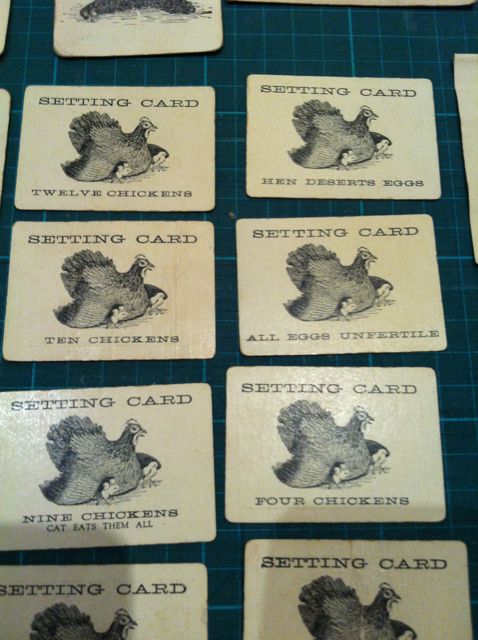 SETTING CARD
TWELVE CHICKENS
SETTING CARD
HEN DESERTS EGGS
SETTING CARD
TEN CHICKENS
SETTING CARD
ALL EGGS UNFERTILE
SETTING CARD
NINE CHICKENS
CAT EATS THEM ALL
SETTING CARD
FOUR CHICKENS
SETTING CARD
SETTING CARD